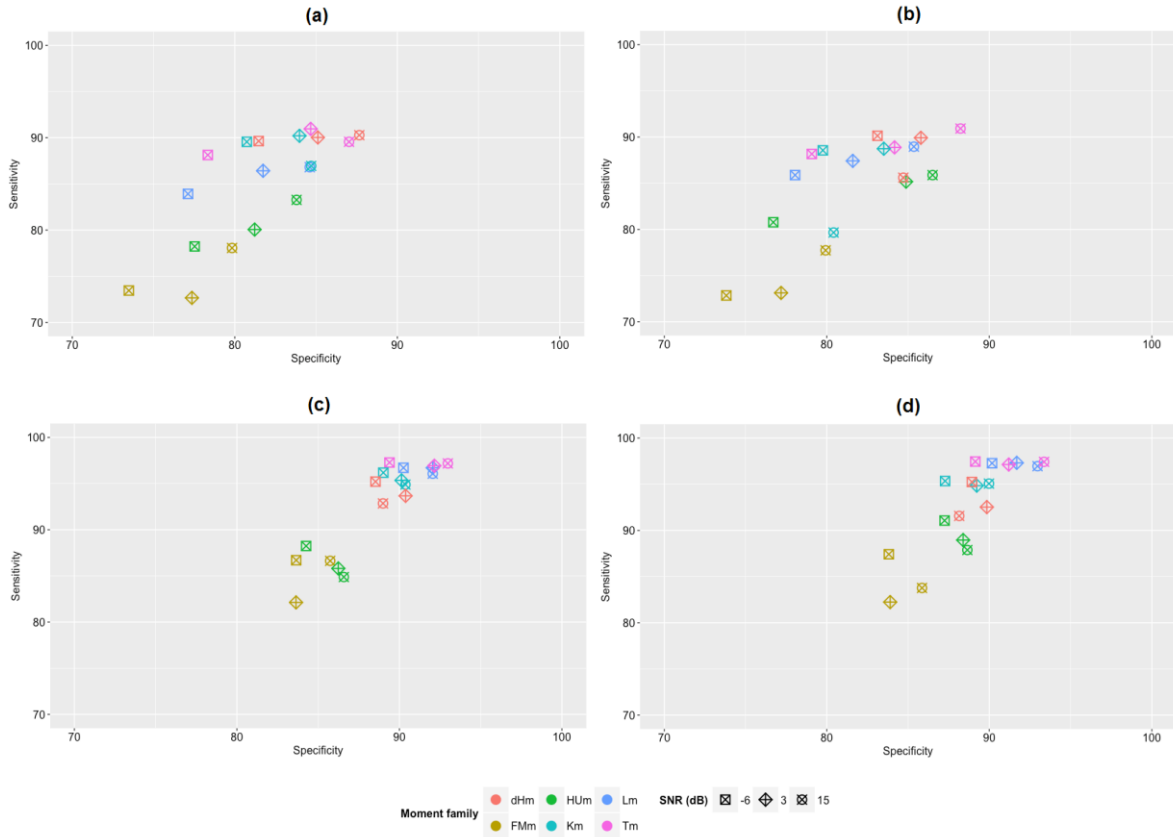 (a)
100
90
80
70
Sensitivity
70 80 90 100
Specificity
(b)
100
90
80
70
Sensitivity
70 80 90 100
Specificity
(c)
100
90
80
70
Sensitivity
70 80 90 100
Specificity
(d)
100
90
80
70
Sensitivity
70 80 90 100
Specificity
Moment family
dHm HUm Lm
FMm Km Tm
SNR (dB) -6 3 15